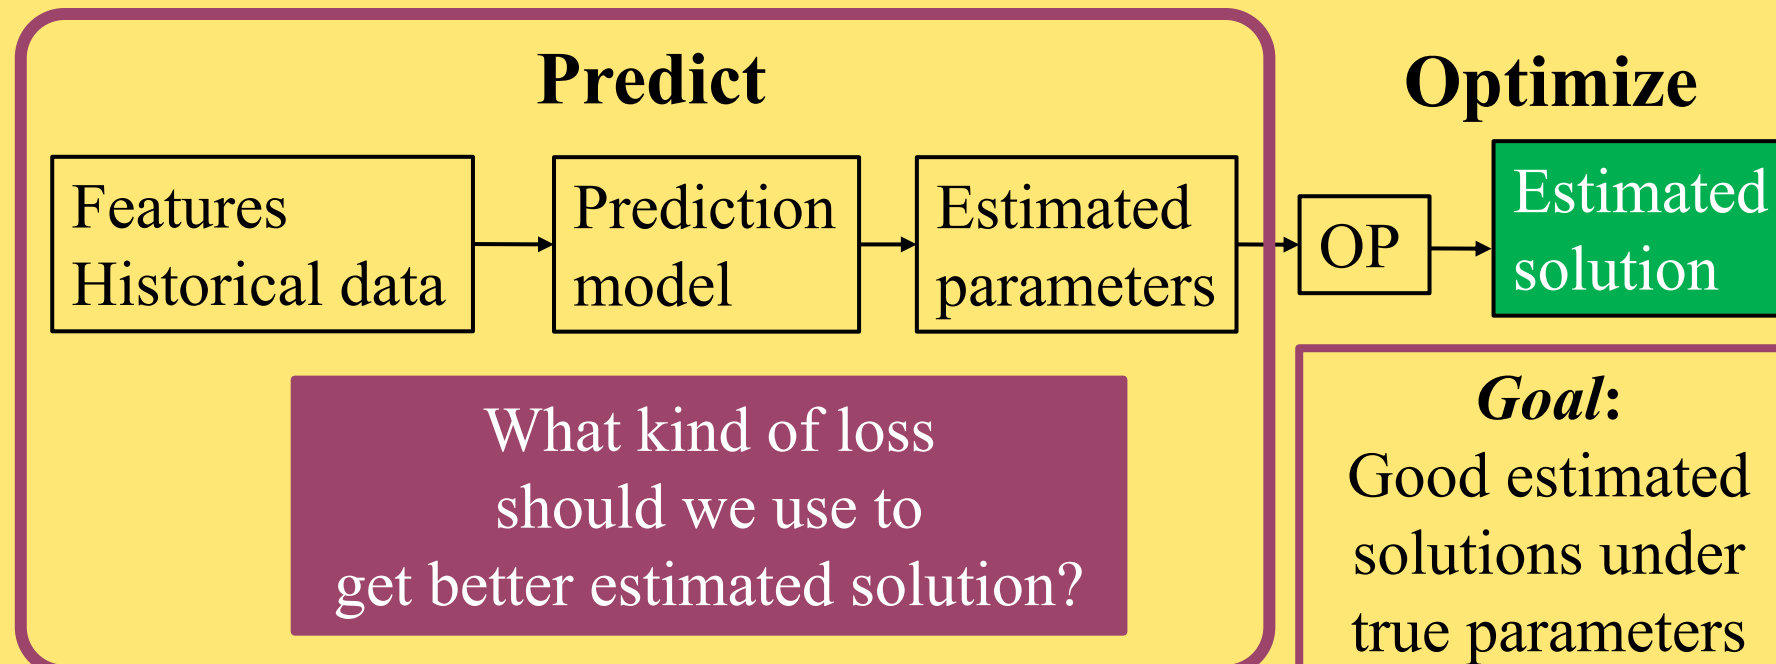 Predict
Optimize
Features
Historical data
Prediction
model
Estimated
parameters
OP
Estimated
solution
What kind of loss
should we use to
get better estimated solution?
Goal:
Good estimated
solutions under
true parameters